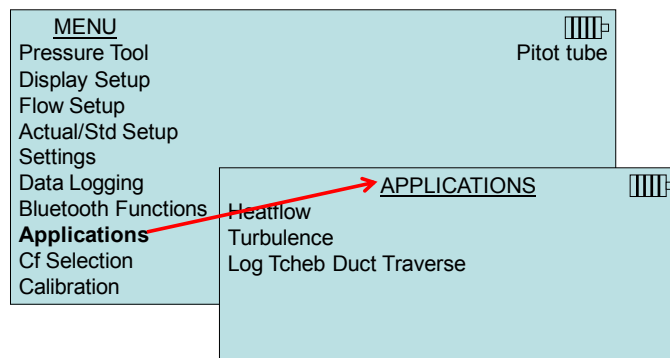 MENU
Pressure Tool
Pitot tube
Display Setup
Flow Setup
Actual/Std Setup
Settings
Data Logging
Bluetooth Functions
Applications
Cf Selection
Calibration
APPLICATIONS
Heatflow
Turbulence
Log Tcheb Duct Traverse